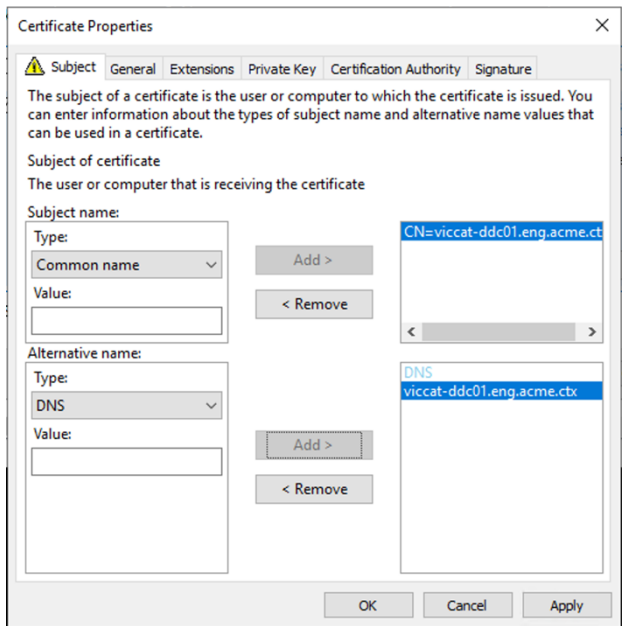 Certificate Properties
Subject General Extensions Private Key Certification Authority Signature
The subject of a certificate is the user or computer to which the certificate is issued. You
can enter information about the types of subject name and alternative name values that
can be used in a certificate.
Subject of certificate
The user or computer that is receiving the certificate
Subject name:
Type:
Common name
Value:
Add >
< Remove
CN=viccat-ddc01.eng.acme.ct
Alternative name:
Type:
DNS
Value:
Add >
< Remove
DNS
viccat-ddc01.eng.acme.ctx
OK Cancel Apply